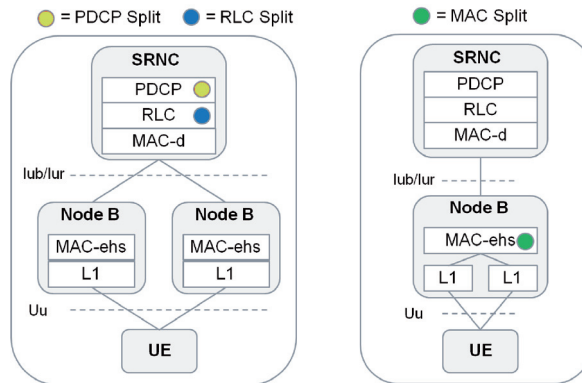 = PDCP Split
= RLC Split
SRNC
PDCP
RLC
MAC-d
Iub/Iur
Node B
Node B
MAC-ehs
MAC-ehs
L1
L1
Uu
UE
= MAC Split
SRNC
PDCP
RLC
MAC-d
Iub/Iur
Node B
MAC-ehs
L1
L1
Uu
UE